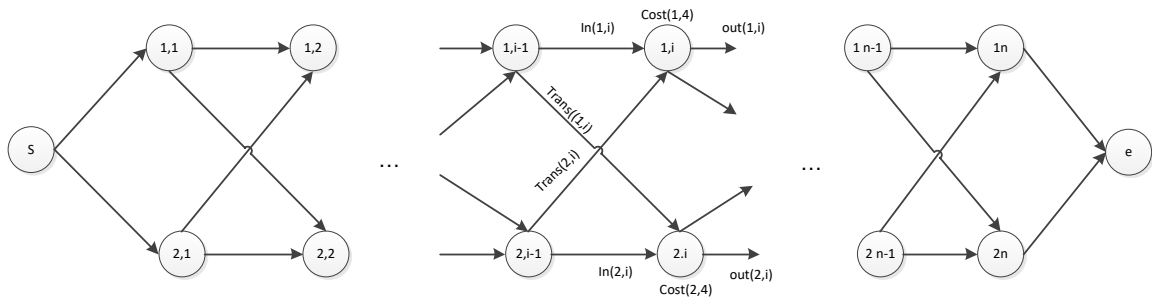 Cost(1,4)
In(1,i)
out(1,i)
1,1
1,2
1,i-1
1,i
1 n-1
1n
Trans((1,i)
S
...
Trans(2,i)
...
e
2,1
2,2
2,i-1
2.i
2 n-1
2n
In(2,i)
out(2,i)
Cost(2,4)